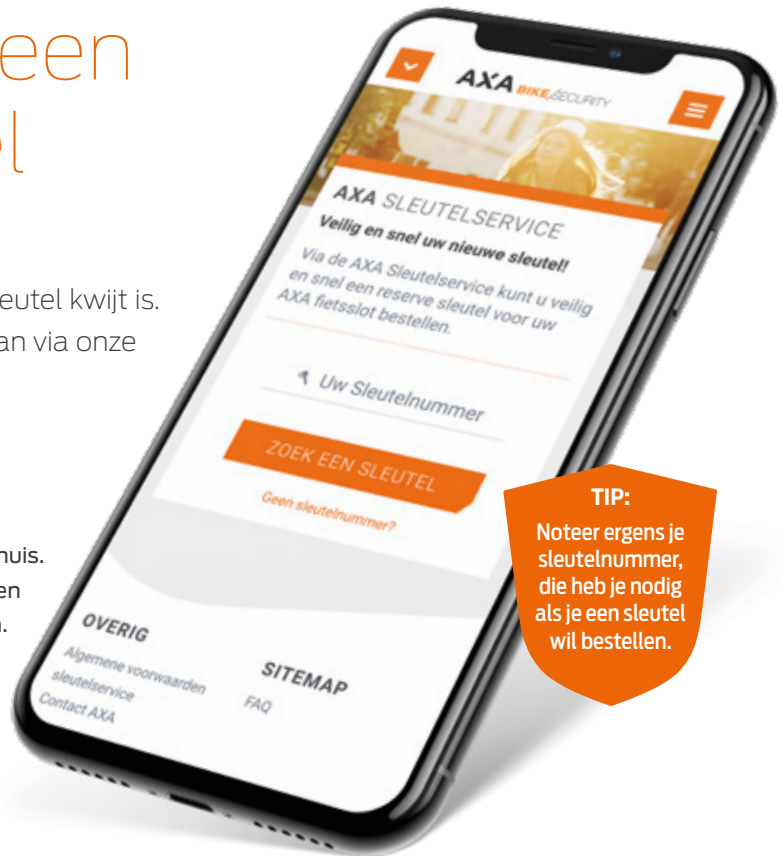 een
el
eutel kwijt is.
an via onze
huis.
en
n.
AXA BIKE SECURITY
AXA SLEUTELSERVICE
Veilig en snel uw nieuwe sleutel!
Via de AXA Sleutelservice kunt u veilig
en snel een reserve sleutel voor uw
AXA fietsslot bestellen.
Uw Sleutelnummer
ZOEK EEN SLEUTEL
Geen sleutelnummer?
OVERIG
Algemene voorwaarden
sleutelservice
Contact AXA
SITEMAP
FAQ
TIP:
Noteer ergens je
sleutelnummer,
die heb je nodig
als je een sleutel
wil bestellen.